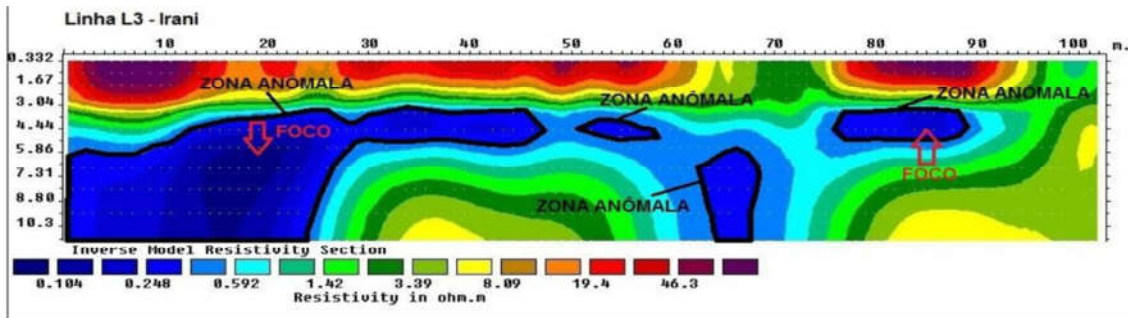 Linha L3 - Irani
10 20 30 40 50 60 70 80 90 100 m.
0.332
1.67
3.04
4.44
5.86
7.31
8.80
10.3
ZONA ANÔMALA
ZONA ANÔMALA
ZONA ANÔMALA
FOCO
FOCO
ZONA ANÔMALA
Inverse Model Resistivity Section
0.104 0.248 0.592 1.42 3.39 8.09 19.4 46.3
Resistivity in ohm.m